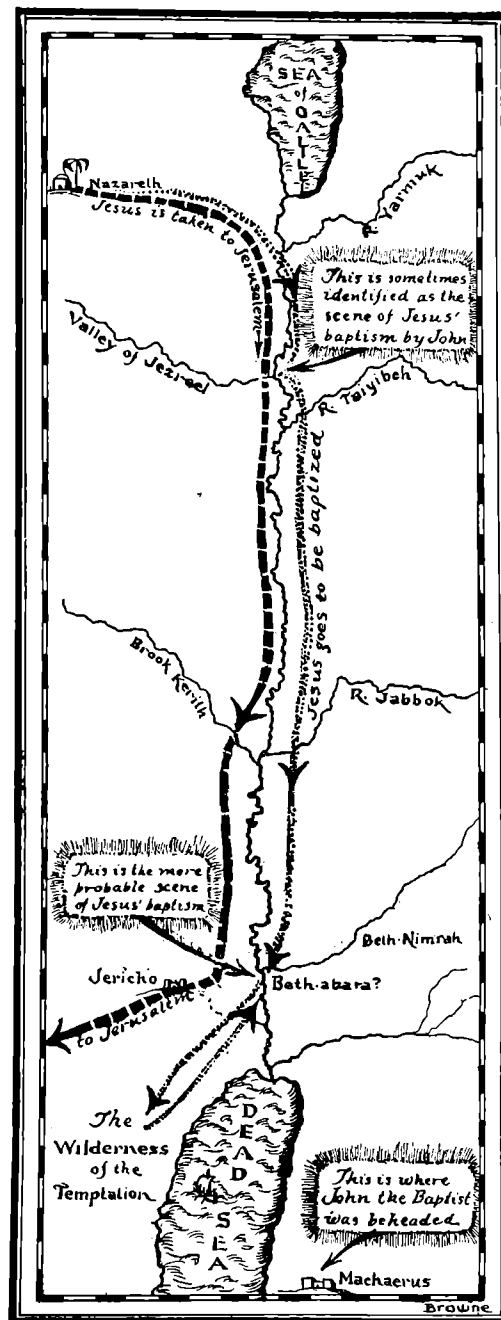 SEA
of
GALILEE
Nazareth
Jesus is taken to Jerusalem
R. Yarmuk
This is sometimes
identified as the
scene of Jesus'
baptism by John
Valley of Jezreel
R. Taiyibeh
Jesus goes to be baptized
Brook Kerith
R. Jabbok
This is the more
probable scene
of Jesus' baptism
Beth-Nimrah
Jericho
Beth-abara?
to Jerusalem
The
Wilderness
of the
Temptation
DEAD
SEA
This is where
John the Baptist
was beheaded
Machaerus
Browne